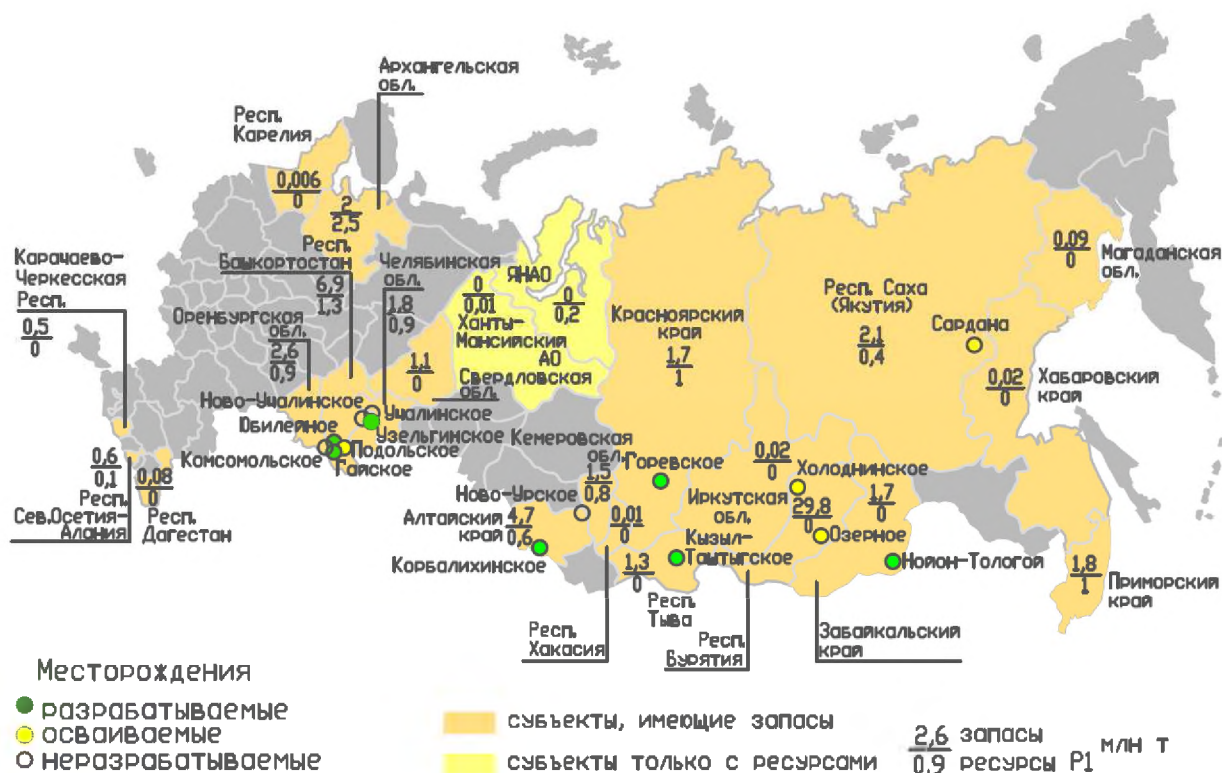 Архангельская
обл.
Респ.
Карелия
0,006
0
2
2,5
Карачаево-
Черкесская
Респ.
0,5
0
Респ.
Башкортостан
6,9
1,3
Челябинская
обл.
1,8
0,9
Оренбургская
обл.
2,6
0,9
ЯНАО
0
0,01
Ханты-
Мансийский
АО
0
0,2
Свердловская
обл.
1,1
0
Красноярский
край
1,7
1
Респ. Саха
(Якутия)
2,1
0,4
Сардана
0,09
0
Магаданская
обл.
0,02
0
Хабаровский
край
Ново-Учалинское
Учалинское
Юбилейное
Узельгинское
Комсомольское
Подольское
Гайское
0,6
0,1
Респ.
Сев.Осетия-
Алания
0,08
0
Респ.
Дагестан
Кемеровская
обл.
1,5
0,8
Ново-Урское
Алтайский
край
4,7
0,6
Корбалихинское
Горевское
0,01
0
0,02
0
Иркутская
обл.
Холоднинское
29,8
0
Озерное
1,7
0
Кызыл-
Таштыгское
1,3
0
Респ.
Тыва
Нойон-Тологой
1,8
1
Приморский
край
Респ.
Хакасия
Респ.
Бурятия
Забайкальский
край
Месторождения
разрабатываемые
осваиваемые
неразрабатываемые
субъекты, имеющие запасы
субъекты только с ресурсами
2,6 запасы
0,9 ресурсы P1
млн т